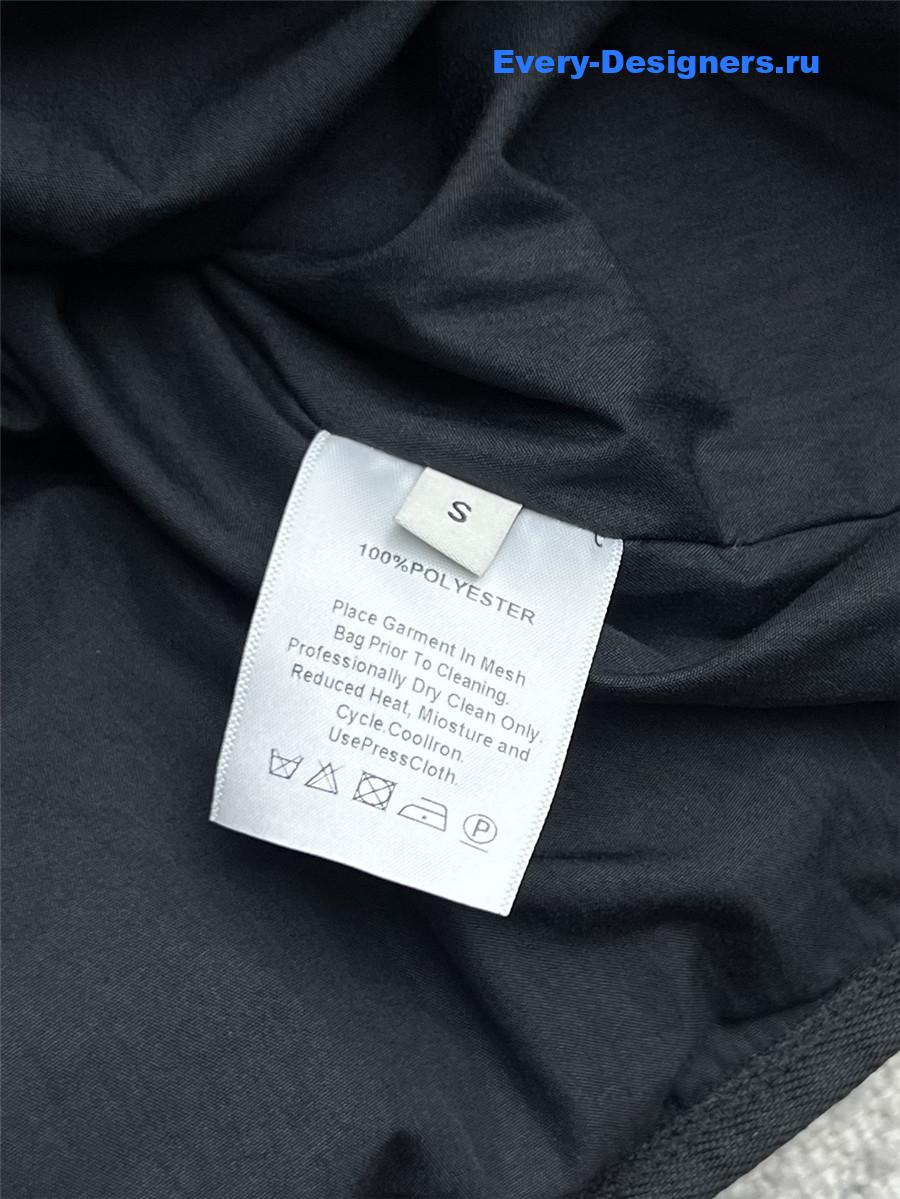 Every-Designers.ru
S
100%POLYESTER
Place Garment In Mesh
Bag Prior To Cleaning.
Professionally Dry Clean Only.
Reduced Heat, Miosture and
Cycle.CoolIron.
UsePressCloth.
P